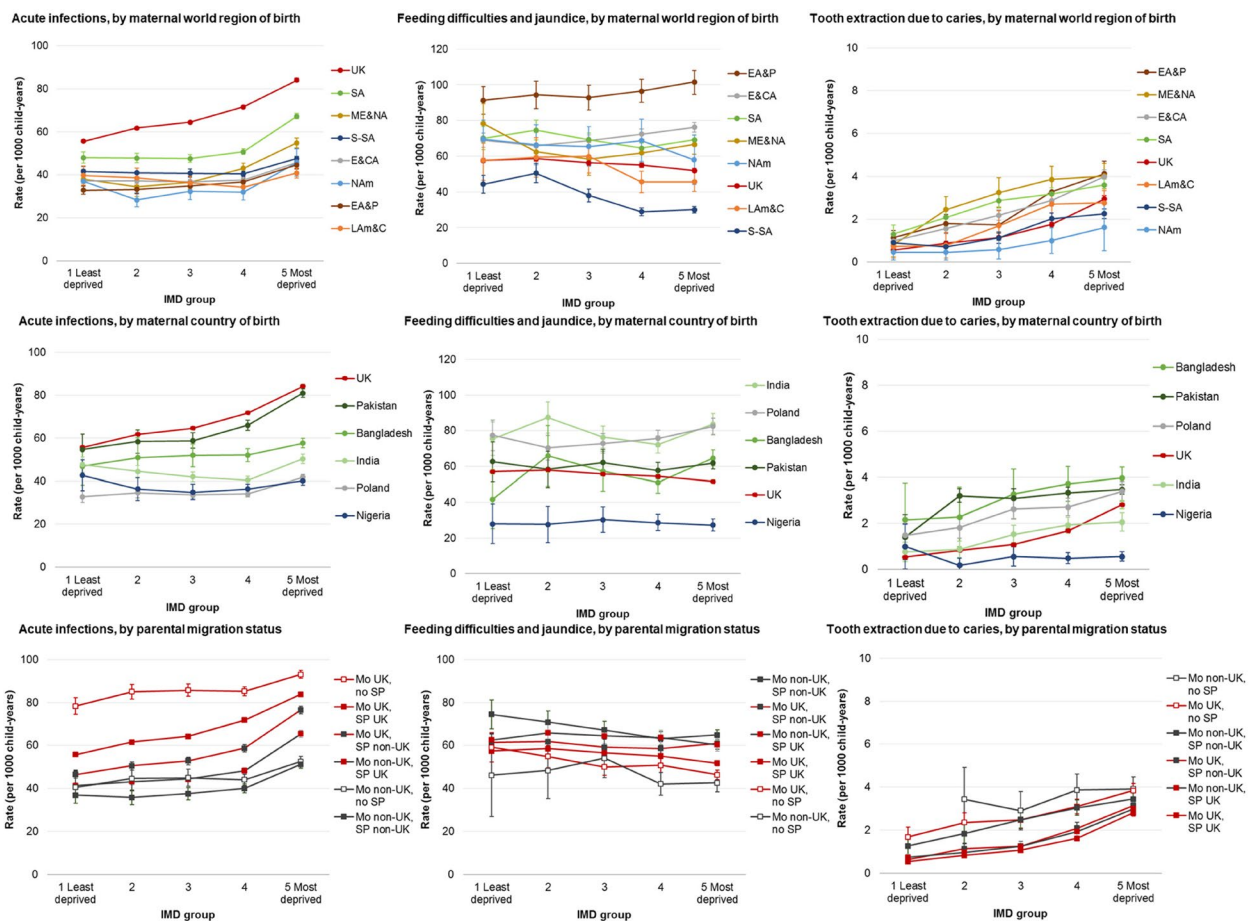 Acute infections, by maternal world region of birth
Rate (per 1000 child-years)
100
80
60
40
20
0
1 Least deprived
2
3
4
5 Most deprived
IMD group
UK
SA
ME&NA
S-SA
E&CA
NAm
EA&P
LAm&C
Feeding difficulties and jaundice, by maternal world region of birth
Rate (per 1000 child-years)
120
100
80
60
40
20
0
1 Least deprived
2
3
4
5 Most deprived
IMD group
EA&P
E&CA
SA
ME&NA
NAm
UK
LAm&C
S-SA
Tooth extraction due to caries, by maternal world region of birth
Rate (per 1000 child-years)
10
8
6
4
2
0
1 Least deprived
2
3
4
5 Most deprived
IMD group
EA&P
ME&NA
E&CA
SA
UK
LAm&C
S-SA
NAm
Acute infections, by maternal country of birth
Rate (per 1000 child-years)
100
80
60
40
20
0
1 Least deprived
2
3
4
5 Most deprived
IMD group
UK
Pakistan
Bangladesh
India
Poland
Nigeria
Feeding difficulties and jaundice, by maternal country of birth
Rate (per 1000 child-years)
120
100
80
60
40
20
0
1 Least deprived
2
3
4
5 Most deprived
IMD group
India
Poland
Bangladesh
Pakistan
UK
Nigeria
Tooth extraction due to caries, by maternal country of birth
Rate (per 1000 child-years)
10
8
6
4
2
0
1 Least deprived
2
3
4
5 Most deprived
IMD group
Bangladesh
Pakistan
Poland
UK
India
Nigeria
Acute infections, by parental migration status
Rate (per 1000 child-years)
100
80
60
40
20
0
1 Least deprived
2
3
4
5 Most deprived
IMD group
Mo UK, no SP
Mo UK, SP UK
Mo UK, SP non-UK
Mo non-UK, SP UK
Mo non-UK, no SP
Mo non-UK, SP non-UK
Feeding difficulties and jaundice, by parental migration status
Rate (per 1000 child-years)
100
80
60
40
20
0
1 Least deprived
2
3
4
5 Most deprived
IMD group
Mo non-UK, SP non-UK
Mo UK, SP non-UK
Mo non-UK, SP UK
Mo UK, SP UK
Mo UK, no SP
Mo non-UK, no SP
Tooth extraction due to caries, by parental migration status
Rate (per 1000 child-years)
10
8
6
4
2
0
1 Least deprived
2
3
4
5 Most deprived
IMD group
Mo non-UK, no SP
Mo UK, no SP
Mo non-UK, SP non-UK
Mo UK, SP non-UK
Mo non-UK, SP UK
Mo UK, SP UK